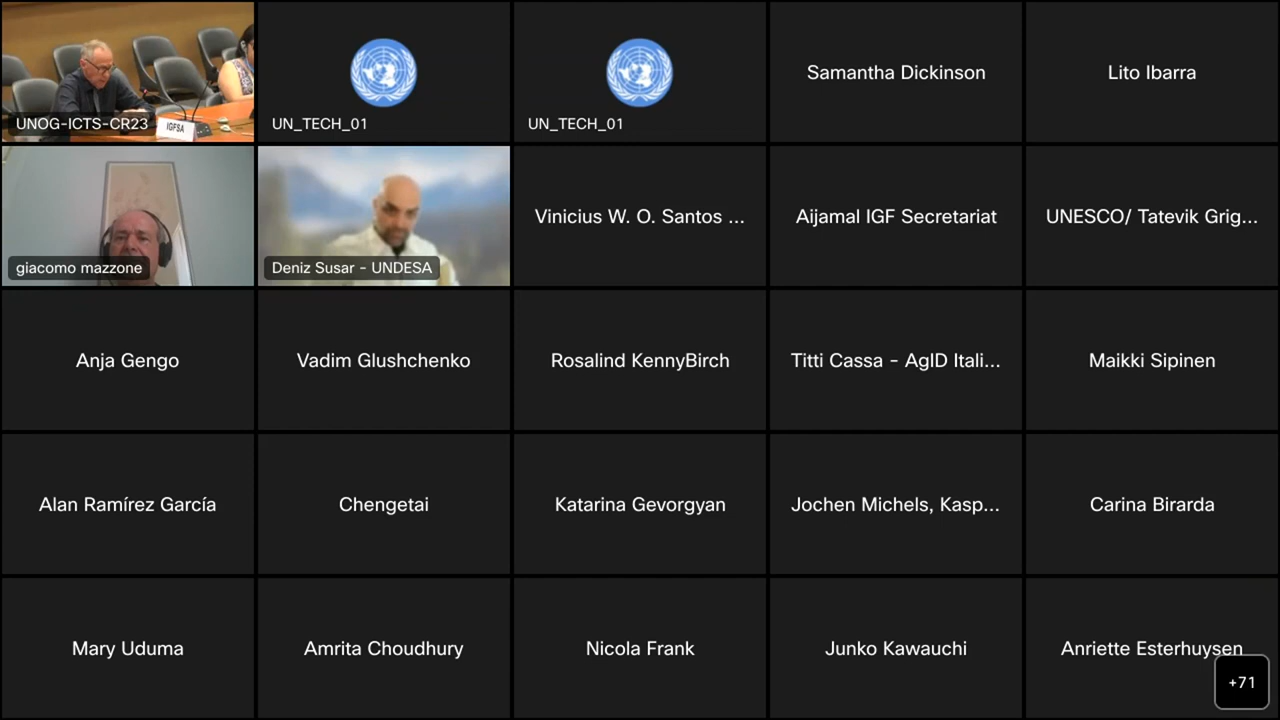 UNOG-ICTS-CR23
IGFSA
UN_TECH_01
UN_TECH_01
Samantha Dickinson
Lito Ibarra
giacomo mazzone
Deniz Susar - UNDESA
Vinicius W. O. Santos ...
Aijamal IGF Secretariat
UNESCO/ Tatevik Grig...
Anja Gengo
Vadim Glushchenko
Rosalind KennyBirch
Titti Cassa - AgID Itali...
Maikki Sipinen
Alan Ramírez García
Chengetai
Katarina Gevorgyan
Jochen Michels, Kasp...
Carina Birarda
Mary Uduma
Amrita Choudhury
Nicola Frank
Junko Kawauchi
Anriette Esterhuysen
+71